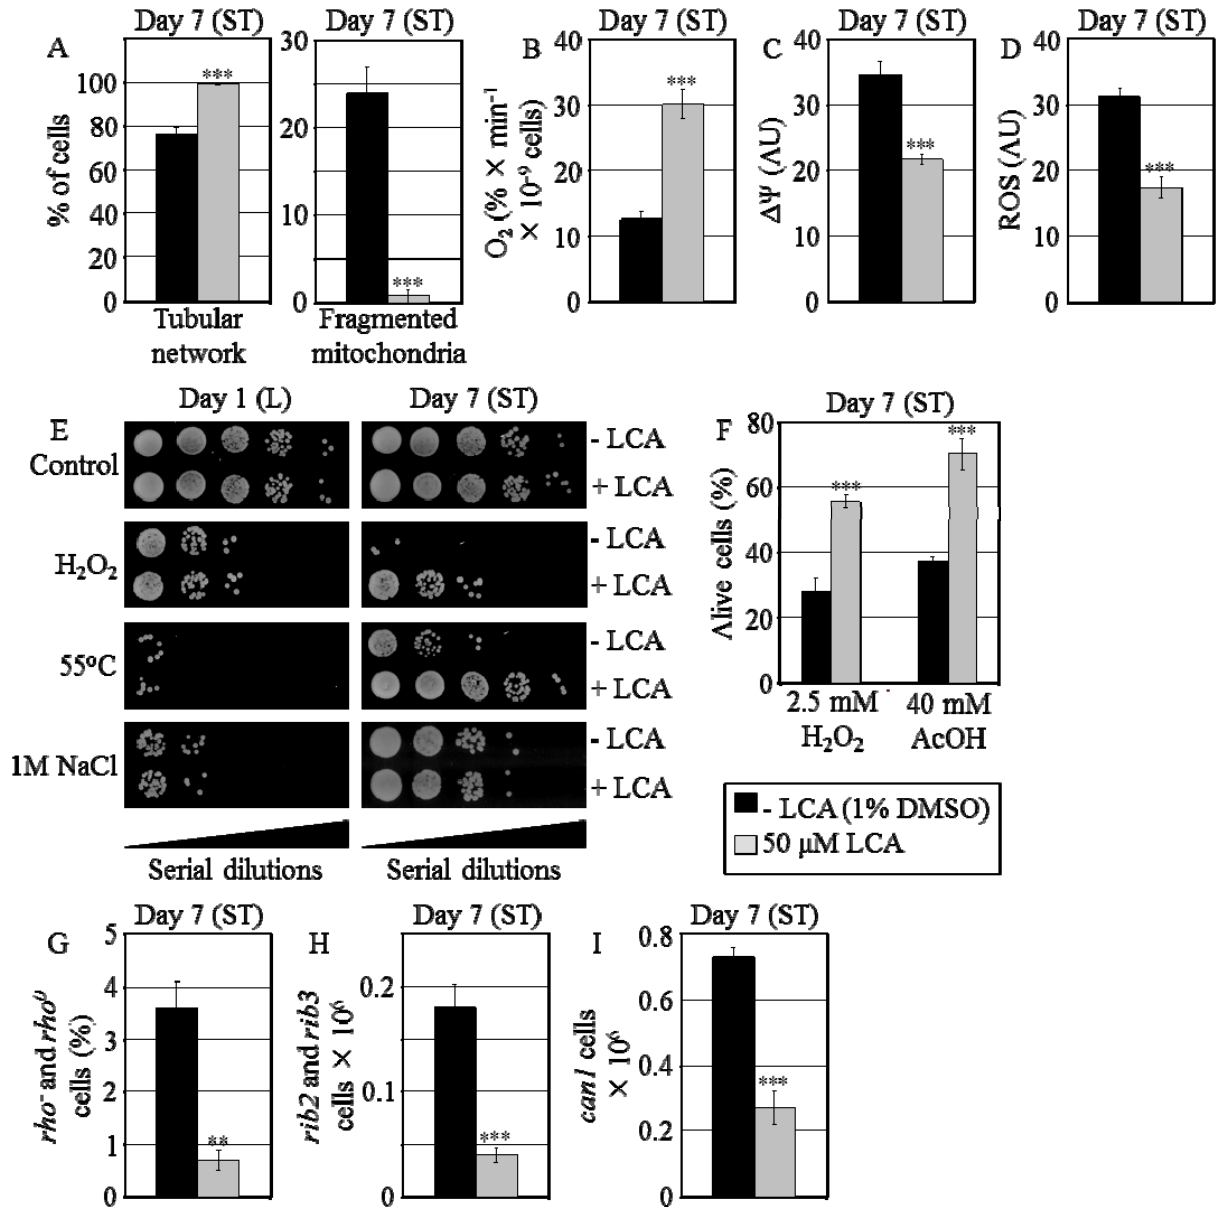 Day 7 (ST)
Day 7 (ST)
Day 7 (ST)
Day 7 (ST)
A
100
80
60
40
20
0
% of cells
***
Tubular
network
30
20
10
0
***
Fragmented
mitochondria
B
40
30
20
10
0
O₂ (% × min⁻¹
× 10⁻⁹ cells)
***
C
40
30
20
10
0
ΔΨ (AU)
***
D
40
30
20
10
0
ROS (AU)
***
Day 1 (L)
Day 7 (ST)
E
Control
- LCA
+ LCA
H₂O₂
- LCA
+ LCA
55°C
- LCA
+ LCA
1M NaCl
- LCA
+ LCA
Serial dilutions
Serial dilutions
Day 7 (ST)
F
80
60
40
20
0
Alive cells (%)
***
***
2.5 mM
H₂O₂
40 mM
AcOH
- LCA (1% DMSO)
50 µM LCA
Day 7 (ST)
G
5
4
3
2
1
0
rho⁻ and rho⁰
cells (%)
**
Day 7 (ST)
H
0.2
0.1
0
rib2 and rib3
cells × 10⁶
***
Day 7 (ST)
I
0.8
0.6
0.4
0.2
0
can1 cells
× 10⁶
***